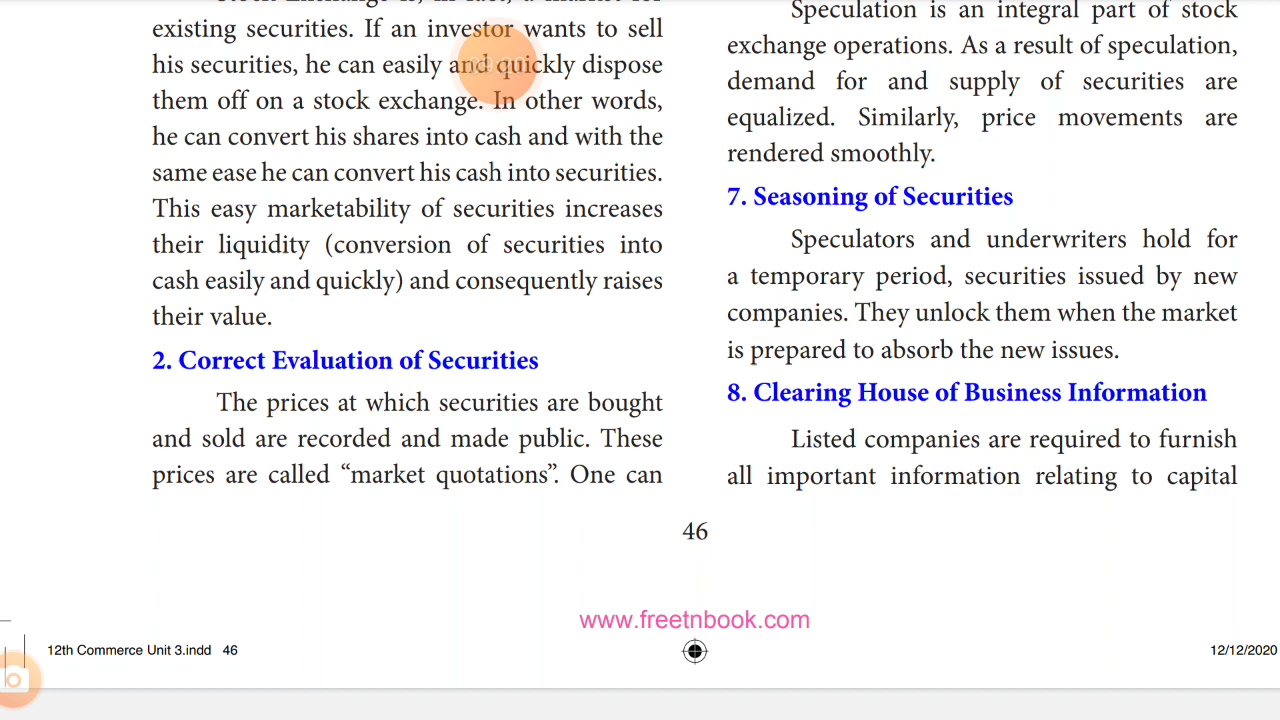 existing securities. If an investor wants to sell
his securities, he can easily and quickly dispose
them off on a stock exchange. In other words,
he can convert his shares into cash and with the
same ease he can convert his cash into securities.
This easy marketability of securities increases
their liquidity (conversion of securities into
cash easily and quickly) and consequently raises
their value.
2. Correct Evaluation of Securities
The prices at which securities are bought
and sold are recorded and made public. These
prices are called “market quotations”. One can
Speculation is an integral part of stock
exchange operations. As a result of speculation,
demand for and supply of securities are
equalized. Similarly, price movements are
rendered smoothly.
7. Seasoning of Securities
Speculators and underwriters hold for
a temporary period, securities issued by new
companies. They unlock them when the market
is prepared to absorb the new issues.
8. Clearing House of Business Information
Listed companies are required to furnish
all important information relating to capital
46
www.freetnbook.com
12th Commerce Unit 3.indd 46
12/12/2020